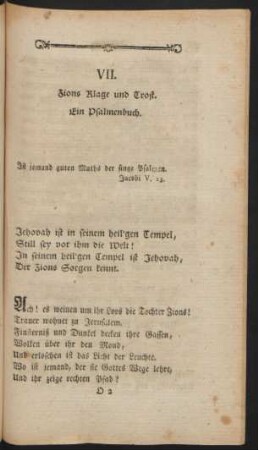 VII.
Zions Klage und Trost.
Ein Psalmenbuch.
Ist jemand guten Muths der singe Psalmen.
Jacobi V. 13.
Jehovah ist in seinem heil'gen Tempel,
Still sey vor ihm die Welt!
In seinem heil'gen Tempel ist Jehovah,
Der Zions Sorgen kennt.
Ach! es weinen um ihr Loos die Tochter Zions!
Trauer wohnet zu Jerusalem.
Finsterniß und Dunkel decken ihre Gassen,
Wolken über ihr den Mond,
Und erloschen ist das Licht der Leuchte.
Wo ist jemand, der sie Gottes Wege lehrt,
Und ihr zeige rechten Pfad?
O 2